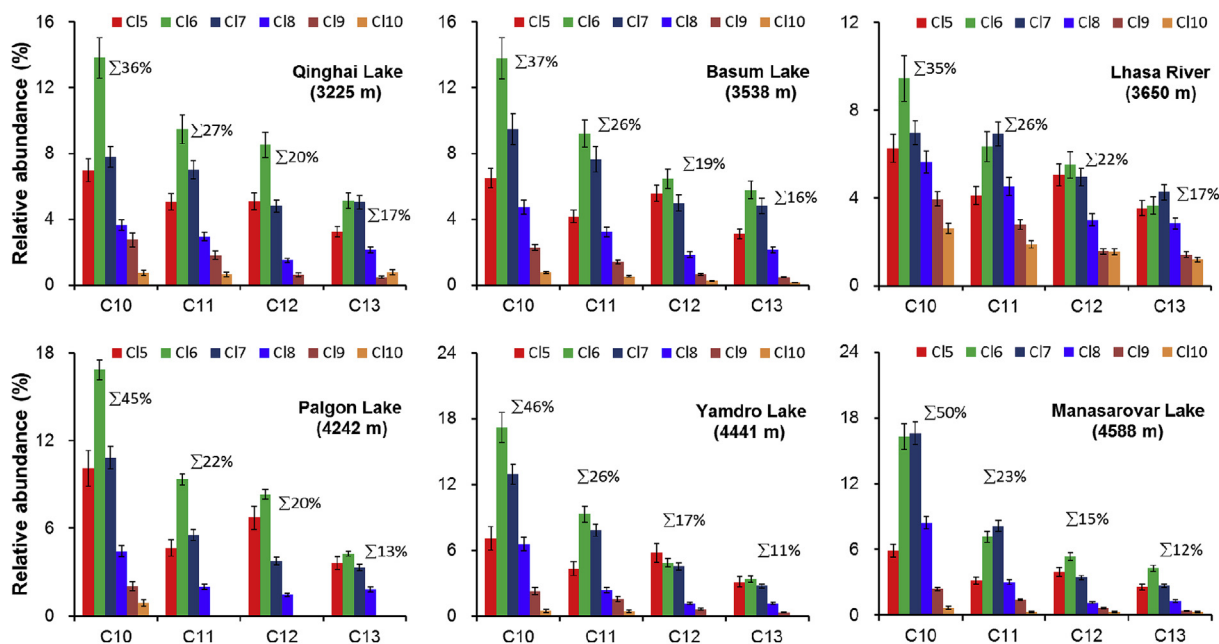 Cl5 Cl6 Cl7 Cl8 Cl9 Cl10
Relative abundance (%)
16
12
8
4
0
Qinghai Lake
(3225 m)
∑36%
∑27%
∑20%
∑17%
C10 C11 C12 C13
Cl5 Cl6 Cl7 Cl8 Cl9 Cl10
16
12
8
4
0
Basum Lake
(3538 m)
∑37%
∑26%
∑19%
∑16%
C10 C11 C12 C13
Cl5 Cl6 Cl7 Cl8 Cl9 Cl10
12
9
6
3
0
Lhasa River
(3650 m)
∑35%
∑26%
∑22%
∑17%
C10 C11 C12 C13
Cl5 Cl6 Cl7 Cl8 Cl9 Cl10
Relative abundance (%)
18
12
6
0
Palgon Lake
(4242 m)
∑45%
∑22%
∑20%
∑13%
C10 C11 C12 C13
Cl5 Cl6 Cl7 Cl8 Cl9 Cl10
24
18
12
6
0
Yamdro Lake
(4441 m)
∑46%
∑26%
∑17%
∑11%
C10 C11 C12 C13
Cl5 Cl6 Cl7 Cl8 Cl9 Cl10
24
18
12
6
0
Manasarovar Lake
(4588 m)
∑50%
∑23%
∑15%
∑12%
C10 C11 C12 C13